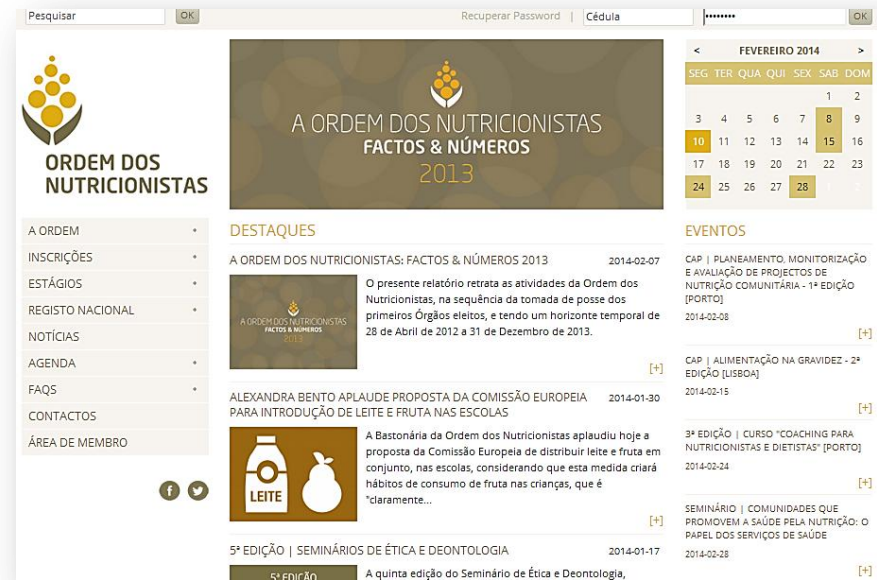 Pesquisar OK Recuperar Password | Cédula •••••••• OK
ORDEM DOS
NUTRICIONISTAS
A ORDEM
INSCRIÇÕES
ESTÁGIOS
REGISTO NACIONAL
NOTÍCIAS
AGENDA
FAQS
CONTACTOS
ÁREA DE MEMBRO
A ORDEM DOS NUTRICIONISTAS
FACTOS & NÚMEROS
2013
DESTAQUES
A ORDEM DOS NUTRICIONISTAS: FACTOS & NÚMEROS 2013 2014-02-07
A ORDEM DOS NUTRICIONISTAS
FACTOS & NÚMEROS
2013
O presente relatório retrata as atividades da Ordem dos
Nutricionistas, na sequência da tomada de posse dos
primeiros Órgãos eleitos, e tendo um horizonte temporal de
28 de Abril de 2012 a 31 de Dezembro de 2013.
[+]
ALEXANDRA BENTO APLAUDE PROPOSTA DA COMISSÃO EUROPEIA 2014-01-30
PARA INTRODUÇÃO DE LEITE E FRUTA NAS ESCOLAS
LEITE
A Bastonária da Ordem dos Nutricionistas aplaudiu hoje a
proposta da Comissão Europeia de distribuir leite e fruta em
conjunto, nas escolas, considerando que esta medida criará
hábitos de consumo de fruta nas crianças, que é
"claramente...
[+]
5ª EDIÇÃO | SEMINÁRIOS DE ÉTICA E DEONTOLOGIA 2014-01-17
5ª EDIÇÃO
A quinta edição do Seminário de Ética e Deontologia,
< FEVEREIRO 2014 >
SEG TER QUA QUI SEX SAB DOM
1 2
3 4 5 6 7 8 9
10 11 12 13 14 15 16
17 18 19 20 21 22 23
24 25 26 27 28 1 2
EVENTOS
CAP | PLANEAMENTO, MONITORIZAÇÃO
E AVALIAÇÃO DE PROJECTOS DE
NUTRIÇÃO COMUNITÁRIA - 1ª EDIÇÃO
[PORTO]
2014-02-08
[+]
CAP | ALIMENTAÇÃO NA GRAVIDEZ - 2ª
EDIÇÃO [LISBOA]
2014-02-15
[+]
3ª EDIÇÃO | CURSO "COACHING PARA
NUTRICIONISTAS E DIETISTAS" [PORTO]
2014-02-24
[+]
SEMINÁRIO | COMUNIDADES QUE
PROMOVEM A SAÚDE PELA NUTRIÇÃO: O
PAPEL DOS SERVIÇOS DE SAÚDE
2014-02-28
[+]